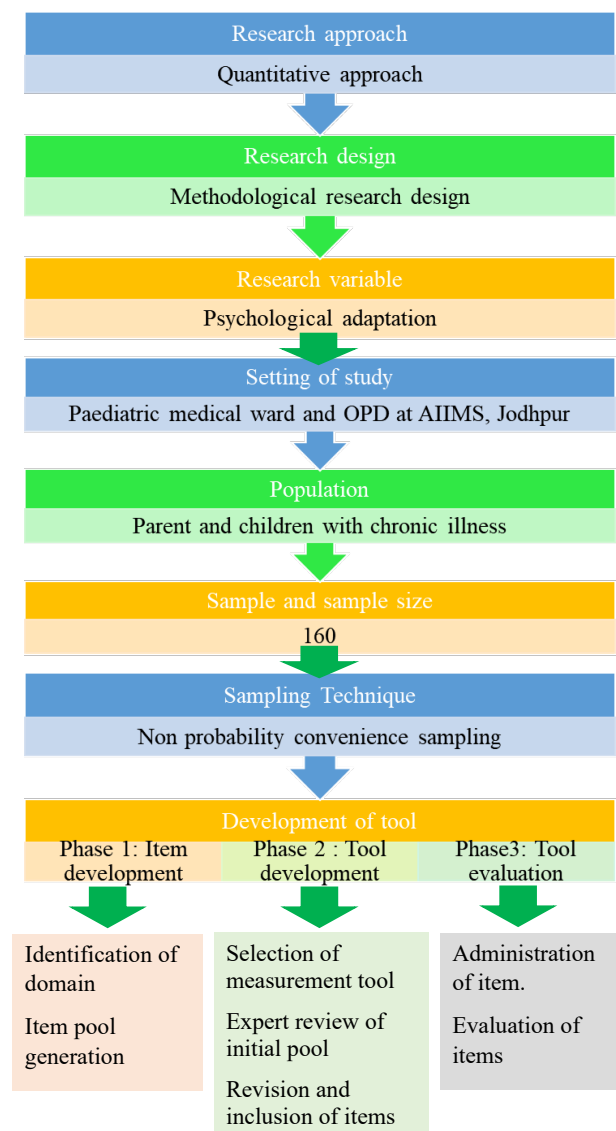 Research approach
Quantitative approach
Research design
Methodological research design
Research variable
Psychological adaptation
Setting of study
Paediatric medical ward and OPD at AIIMS, Jodhpur
Population
Parent and children with chronic illness
Sample and sample size
160
Sampling Technique
Non probability convenience sampling
Development of tool
Phase 1: Item
development
Phase 2 : Tool
development
Phase3: Tool
evaluation
Identification of
domain
Item pool
generation
Selection of
measurement tool
Expert review of
initial pool
Revision and
inclusion of items
Administration
of item.
Evaluation of
items